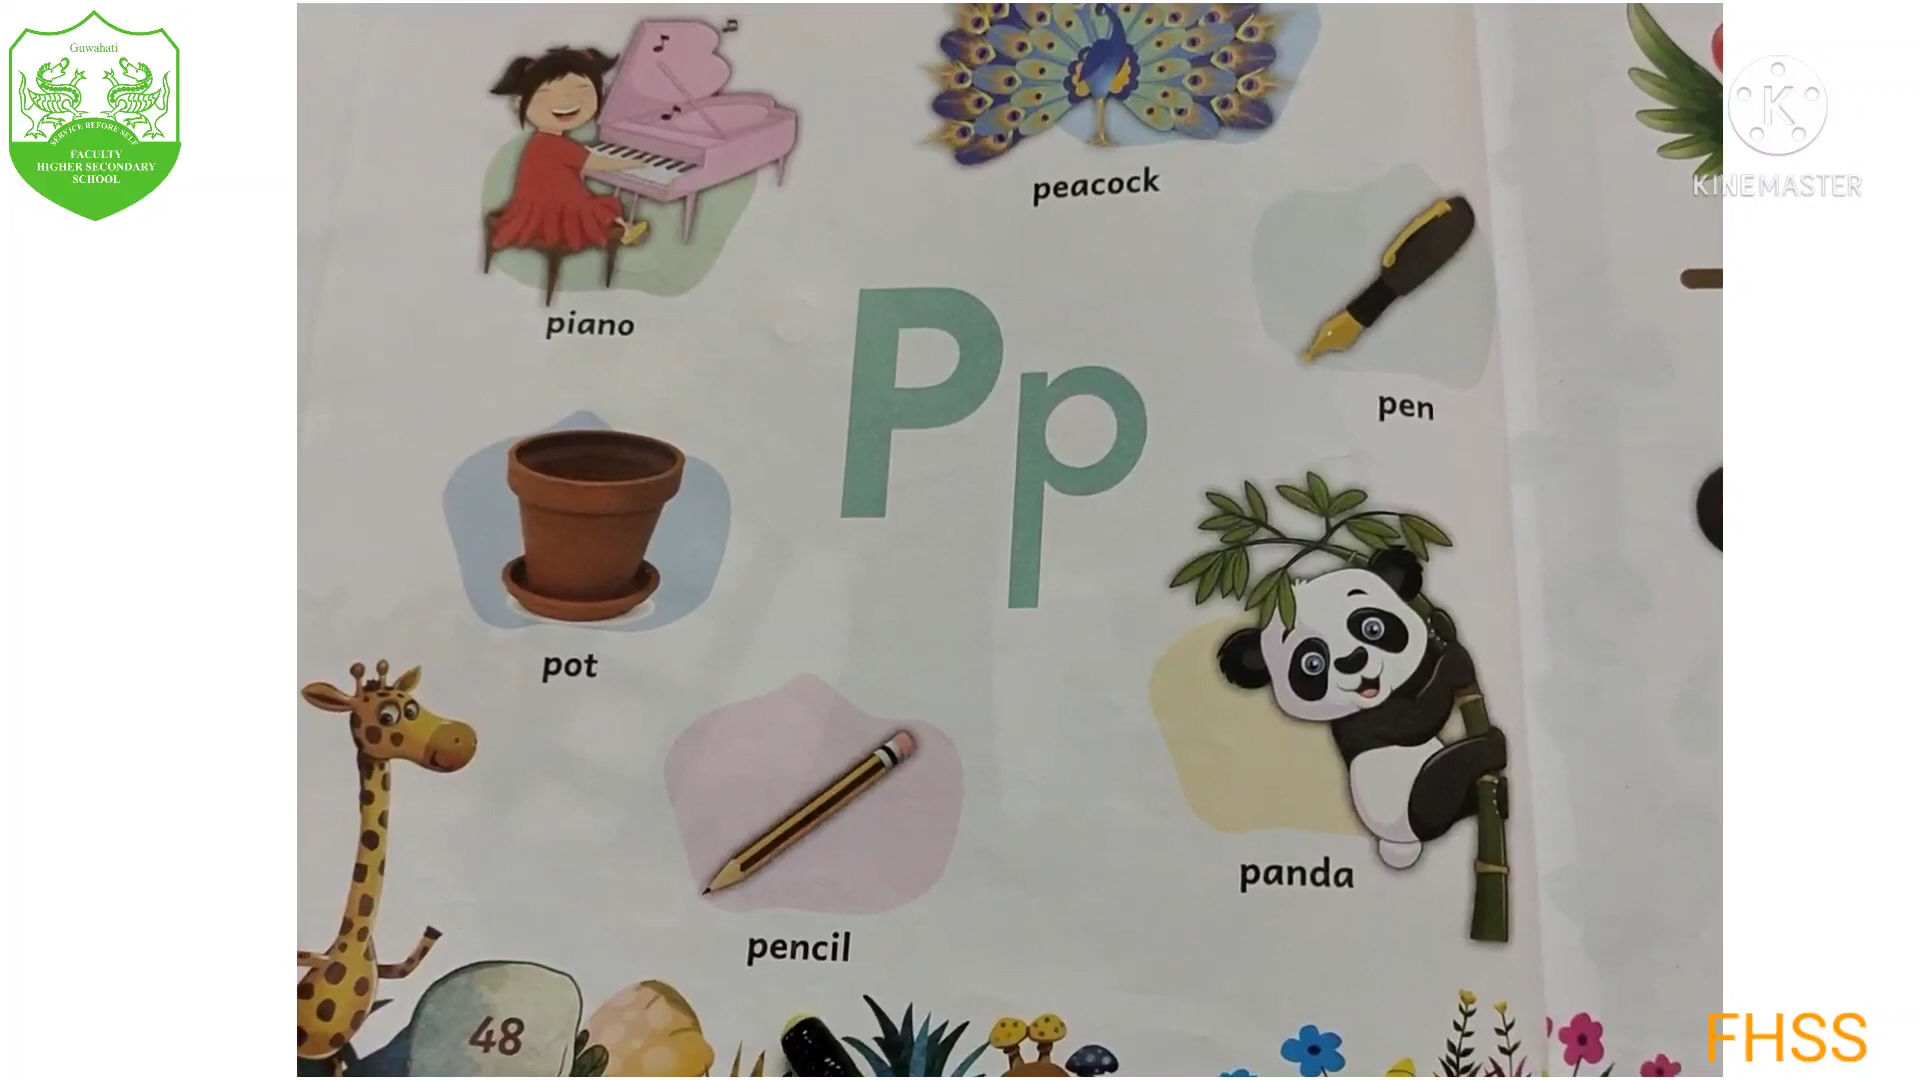 Guwahati
SERVICE BEFORE SELF
FACULTY
HIGHER SECONDARY
SCHOOL
K
KINEMASTER
peacock
piano
Pp
pen
pot
panda
pencil
48
FHSS